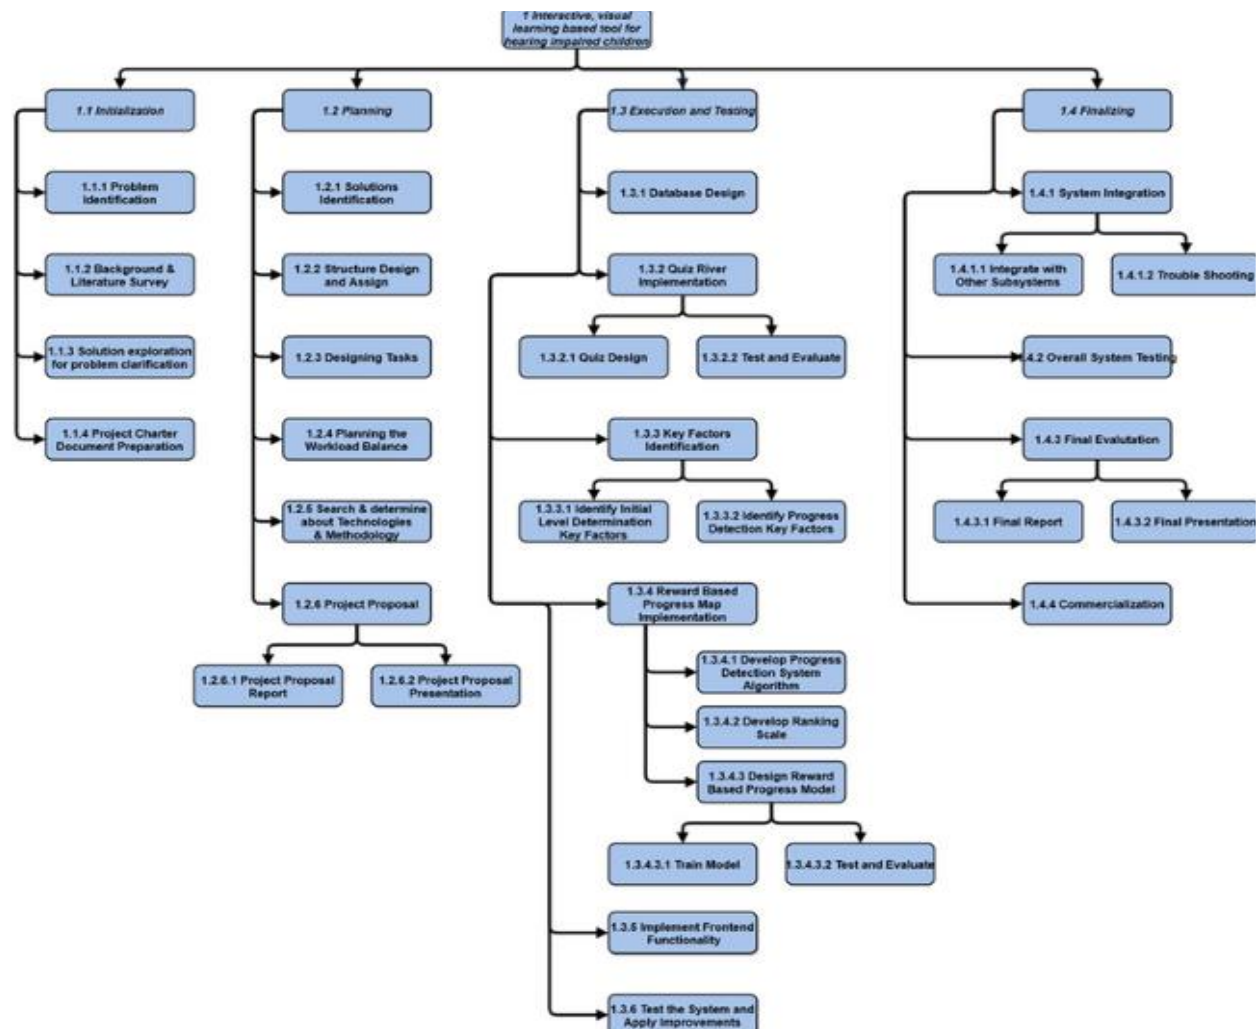 1 Interactive, visual
learning based tool for
hearing impaired children
1.1 Initialization
1.1.1 Problem
Identification
1.1.2 Background &
Literature Survey
1.1.3 Solution exploration
for problem clarification
1.1.4 Project Charter
Document Preparation
1.2 Planning
1.2.1 Solutions
Identification
1.2.2 Structure Design
and Assign
1.2.3 Designing Tasks
1.2.4 Planning the
Workload Balance
1.2.5 Search & determine
about Technologies
& Methodology
1.2.6 Project Proposal
1.2.6.1 Project Proposal
Report
1.2.6.2 Project Proposal
Presentation
1.3 Execution and Testing
1.3.1 Database Design
1.3.2 Quiz River
Implementation
1.3.2.1 Quiz Design
1.3.2.2 Test and Evaluate
1.3.3 Key Factors
Identification
1.3.3.1 Identify Initial
Level Determination
Key Factors
1.3.3.2 Identify Progress
Detection Key Factors
1.3.4 Reward Based
Progress Map
Implementation
1.3.4.1 Develop Progress
Detection System
Algorithm
1.3.4.2 Develop Ranking
Scale
1.3.4.3 Design Reward
Based Progress Model
1.3.4.3.1 Train Model
1.3.4.3.2 Test and Evaluate
1.3.5 Implement Frontend
Functionality
1.3.6 Test the System and
Apply Improvements
1.4 Finalizing
1.4.1 System Integration
1.4.1.1 Integrate with
Other Subsystems
1.4.1.2 Trouble Shooting
1.4.2 Overall System Testing
1.4.3 Final Evalutation
1.4.3.1 Final Report
1.4.3.2 Final Presentation
1.4.4 Commercialization